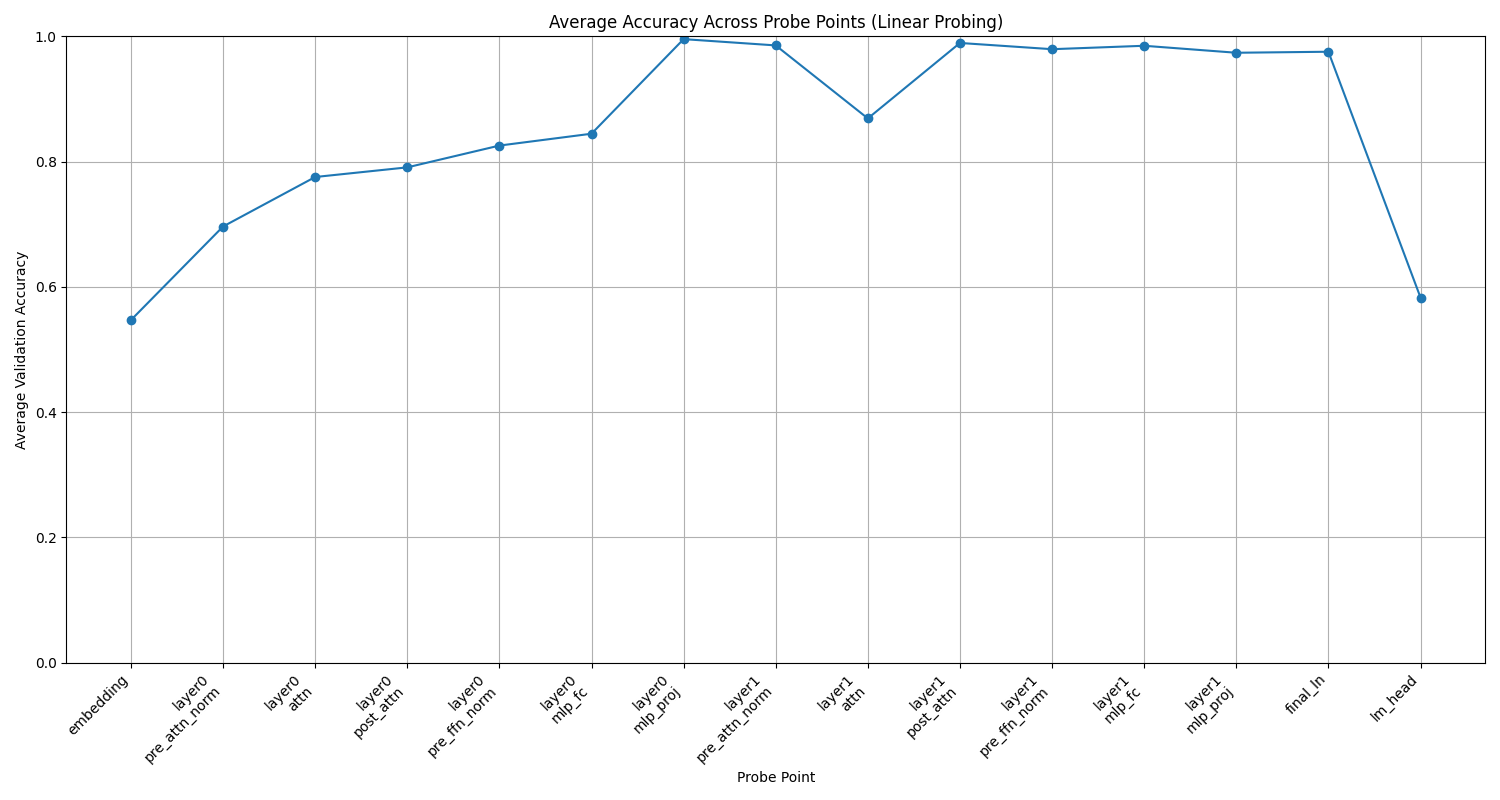 Average Accuracy Across Probe Points (Linear Probing)
Average Validation Accuracy
1.0
0.8
0.6
0.4
0.2
0.0
embedding
layer0
pre_attn_norm
layer0
attn
layer0
post_attn
layer0
pre_ffn_norm
layer0
mlp_fc
layer0
mlp_proj
layer1
pre_attn_norm
layer1
attn
layer1
post_attn
layer1
pre_ffn_norm
layer1
mlp_fc
layer1
mlp_proj
final_ln
lm_head
Probe Point